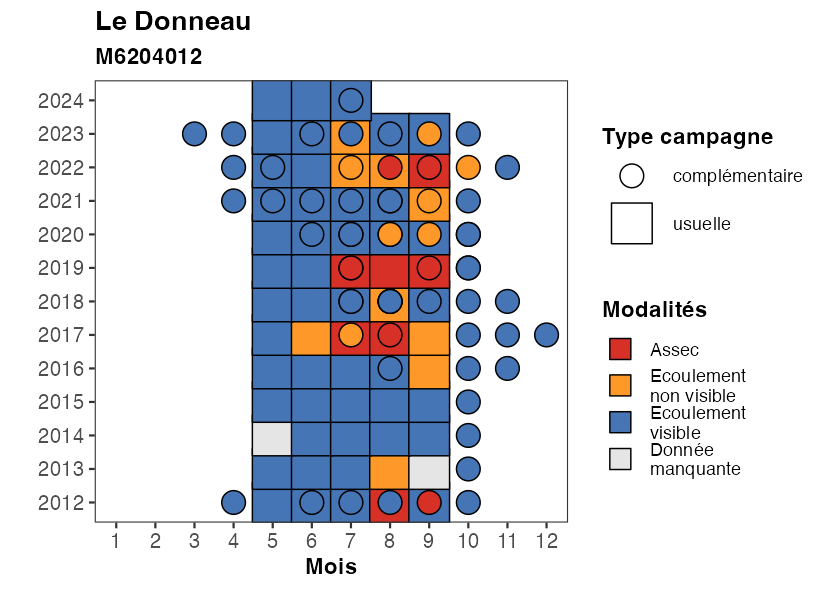 Le Donneau
M6204012
2024
2023
2022
2021
2020
2019
2018
2017
2016
2015
2014
2013
2012
1 2 3 4 5 6 7 8 9 10 11 12
Mois
Type campagne
complémentaire
usuelle
Modalités
Assec
Ecoulement
non visible
Ecoulement
visible
Donnée
manquante